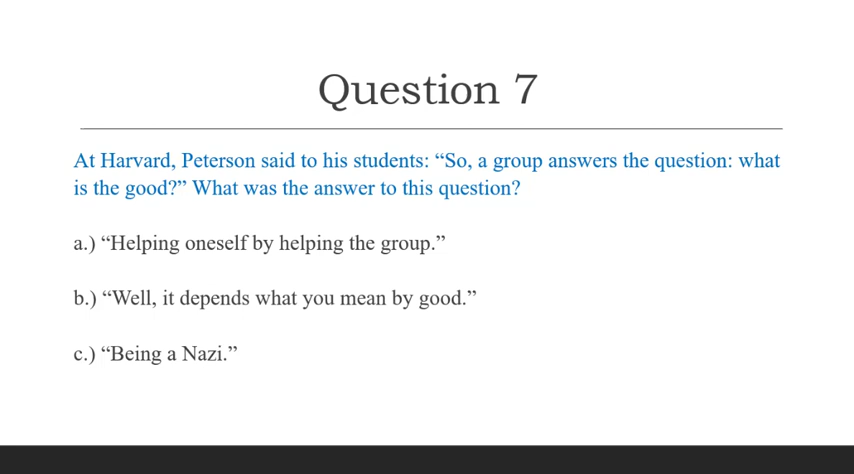 Question 7
At Harvard, Peterson said to his students: “So, a group answers the question: what
is the good?” What was the answer to this question?
a.) “Helping oneself by helping the group.”
b.) “Well, it depends what you mean by good.”
c.) “Being a Nazi.”